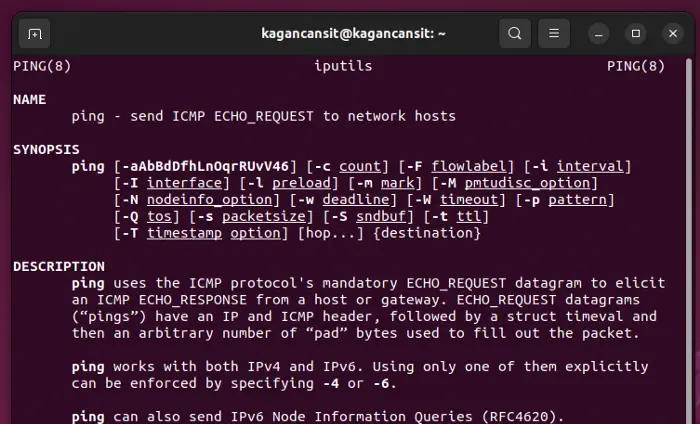 kagancansit@kagancansit: ~
PING(8) iputils PING(8)
NAME
ping - send ICMP ECHO_REQUEST to network hosts
SYNOPSIS
ping [-aAbBdDfhLnOqrRUvV46] [-c count] [-F flowlabel] [-i interval]
[-I interface] [-l preload] [-m mark] [-M pmtudisc_option]
[-N nodeinfo_option] [-w deadline] [-W timeout] [-p pattern]
[-Q tos] [-s packetsize] [-S sndbuf] [-t ttl]
[-T timestamp option] [hop...] {destination}
DESCRIPTION
ping uses the ICMP protocol's mandatory ECHO_REQUEST datagram to elicit
an ICMP ECHO_RESPONSE from a host or gateway. ECHO_REQUEST datagrams
(“pings”) have an IP and ICMP header, followed by a struct timeval and
then an arbitrary number of “pad” bytes used to fill out the packet.
ping works with both IPv4 and IPv6. Using only one of them explicitly
can be enforced by specifying -4 or -6.
ping can also send IPv6 Node Information Queries (RFC4620).